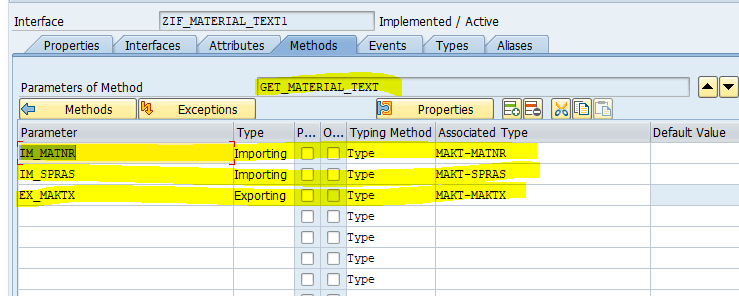 Interface ZIF_MATERIAL_TEXT1 Implemented / Active
Properties Interfaces Attributes Methods Events Types Aliases
Parameters of Method GET_MATERIAL_TEXT
Methods Exceptions Properties
Parameter Type P... O... Typing Method Associated Type Default Value
IM_MATNR Importing Type MAKT-MATNR
IM_SPRAS Importing Type MAKT-SPRAS
EX_MAKTX Exporting Type MAKT-MAKTX
Type
Type
Type
Type